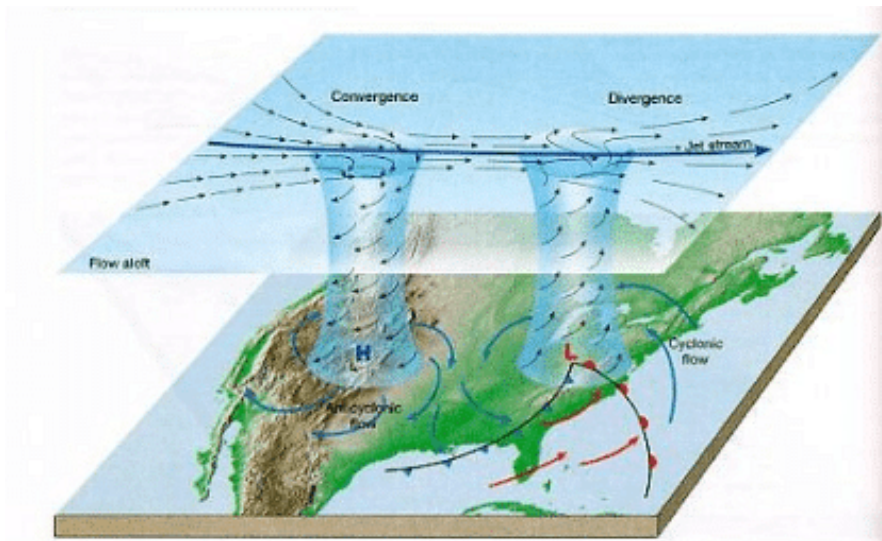 Convergence
Divergence
Jet stream
Flow aloft
H
L
Cyclonic
flow
Anticyclonic
flow